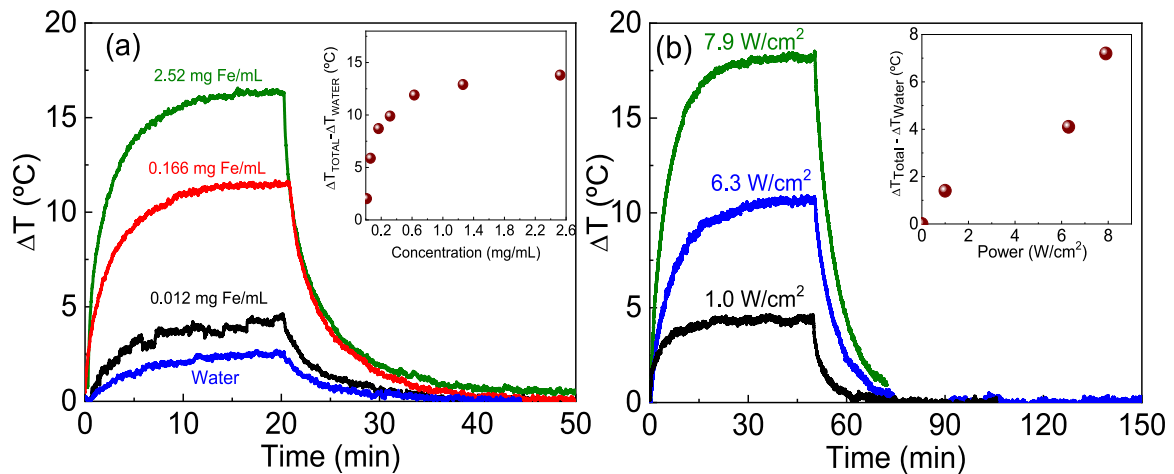 (a)
2.52 mg Fe/mL
0.166 mg Fe/mL
0.012 mg Fe/mL
Water
ΔT (ºC)
20
15
10
5
0
0 10 20 30 40 50
Time (min)
ΔT_TOTAL-ΔT_WATER (ºC)
15
10
5
0
0.2 0.6 1.0 1.4 1.8 2.2 2.6
Concentration (mg/mL)
(b)
7.9 W/cm²
6.3 W/cm²
1.0 W/cm²
ΔT (ºC)
20
15
10
5
0
0 30 60 90 120 150
Time (min)
ΔT_Total - ΔT_Water (ºC)
8
6
4
2
0
0 2 4 6 8
Power (W/cm²)